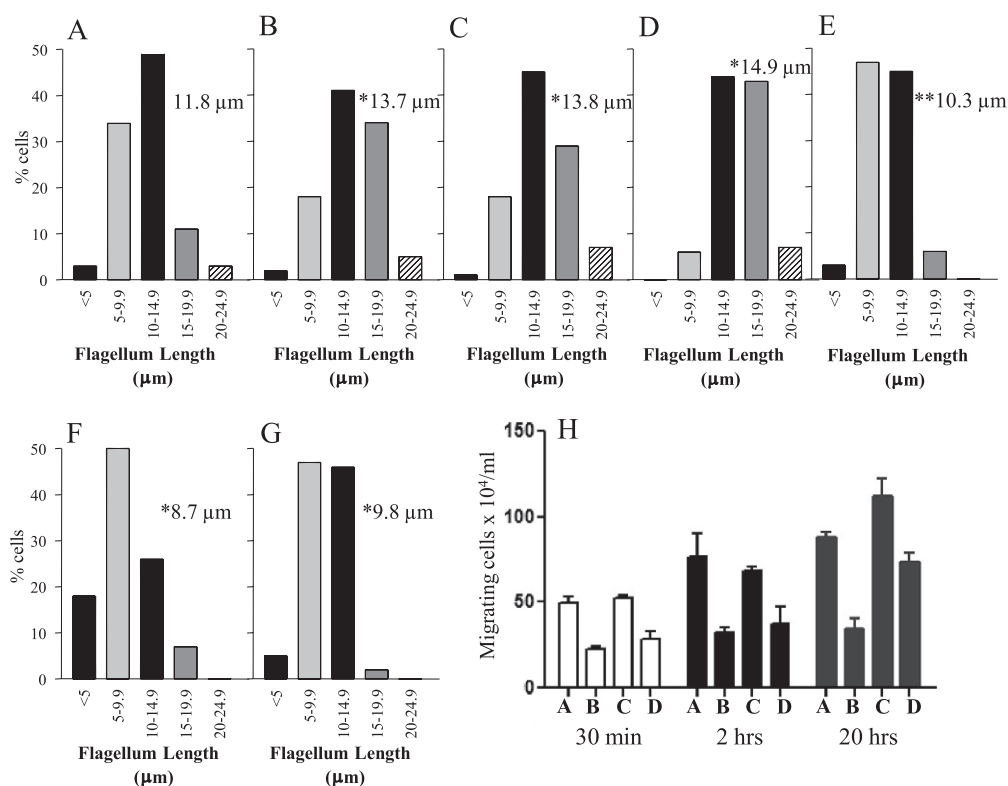 A B C D E
50
40
30
20
10
0
% cells
11.8 µm
*13.7 µm
*13.8 µm
*14.9 µm
**10.3 µm
<5 5-9.9 10-14.9 15-19.9 20-24.9
<5 5-9.9 10-14.9 15-19.9 20-24.9
<5 5-9.9 10-14.9 15-19.9 20-24.9
<5 5-9.9 10-14.9 15-19.9 20-24.9
<5 5-9.9 10-14.9 15-19.9 20-24.9
Flagellum Length
(µm)
Flagellum Length
(µm)
Flagellum Length
(µm)
Flagellum Length
(µm)
Flagellum Length
(µm)
F G H
50
40
30
20
10
0
% cells
*8.7 µm
*9.8 µm
<5 5-9.9 10-14.9 15-19.9 20-24.9
<5 5-9.9 10-14.9 15-19.9 20-24.9
Flagellum Length
(µm)
Flagellum Length
(µm)
150
100
50
0
Migrating cells x 10⁴/ml
A B C D A B C D A B C D
30 min 2 hrs 20 hrs